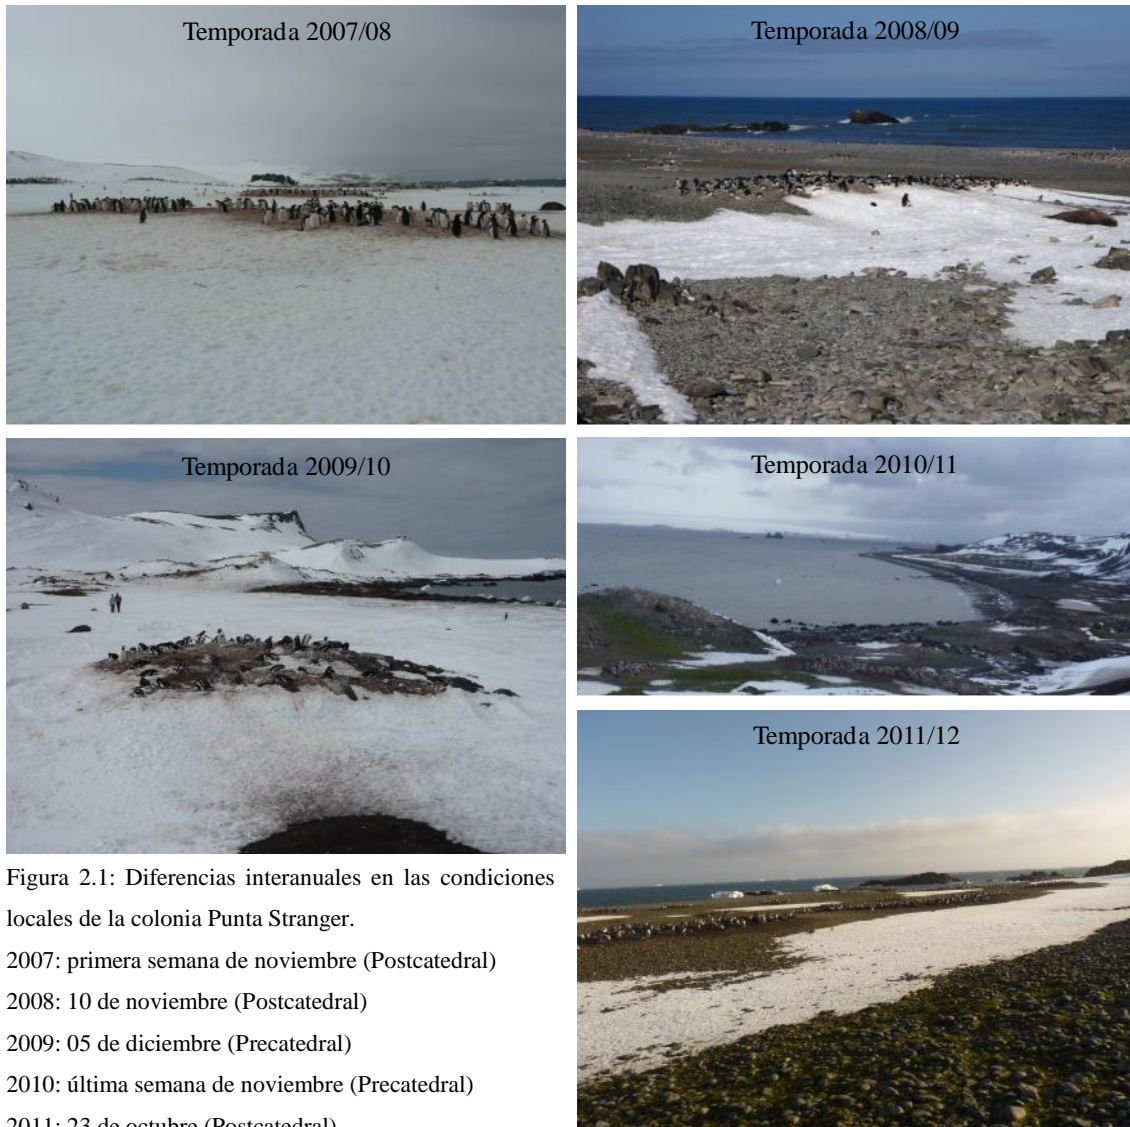 Temporada 2007/08
Temporada 2008/09
Temporada 2009/10
Temporada 2010/11
Temporada 2011/12
Figura 2.1: Diferencias interanuales en las condiciones
locales de la colonia Punta Stranger.
2007: primera semana de noviembre (Postcatedral)
2008: 10 de noviembre (Postcatedral)
2009: 05 de diciembre (Precatedral)
2010: última semana de noviembre (Precatedral)
2011: 23 de octubre (Postcatedral)